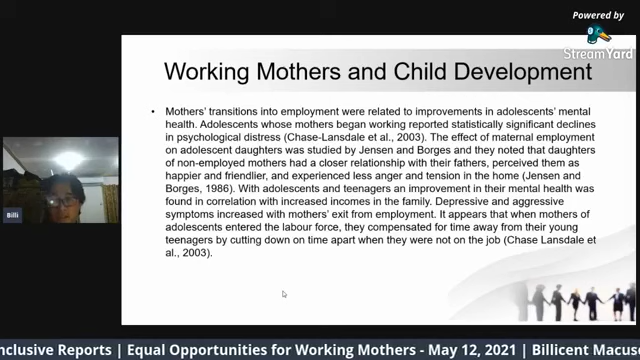 Powered by
StreamYard
Working Mothers and Child Development
• Mothers' transitions into employment were related to improvements in adolescents' mental
health. Adolescents whose mothers began working reported statistically significant declines
in psychological distress (Chase-Lansdale et al., 2003). The effect of maternal employment
on adolescent daughters was studied by Jensen and Borges and they noted that daughters
of non-employed mothers had a closer relationship with their fathers, perceived them as
happier and friendlier, and experienced less anger and tension in the home (Jensen and
Borges, 1986). With adolescents and teenagers an improvement in their mental health was
found in correlation with increased incomes in the family. Depressive and aggressive
symptoms increased with mothers' exit from employment. It appears that when mothers of
adolescents entered the labour force, they compensated for time away from their young
teenagers by cutting down on time apart when they were not on the job (Chase Lansdale et
al., 2003).
Billi
nclusive Reports | Equal Opportunities for Working Mothers - May 12, 2021 | Billicent Macuse